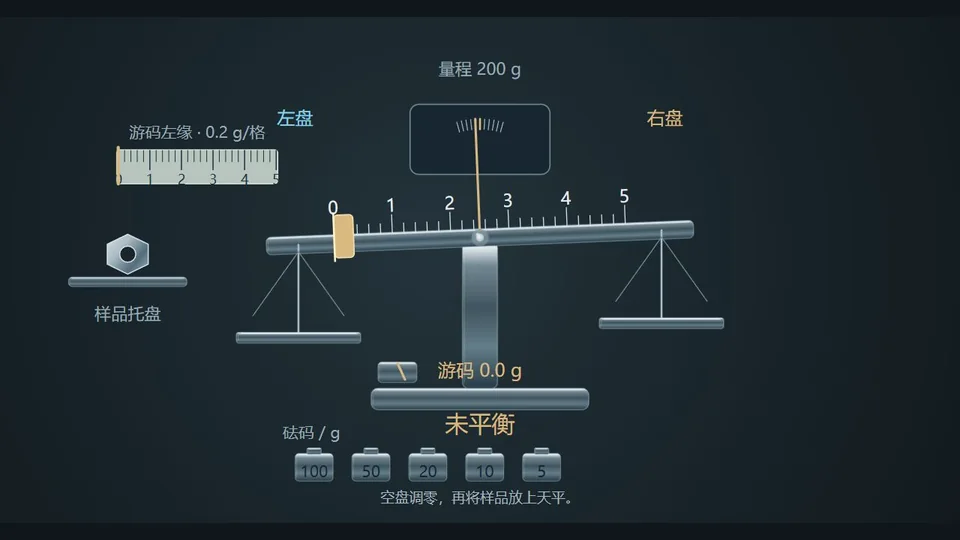 量程 200 g
左盘
右盘
游码左缘 · 0.2 g/格
0 1 2 3 4 5
0 1 2 3 4 5
样品托盘
游码 0.0 g
未平衡
砝码 / g
100 50 20 10 5
空盘调零，再将样品放上天平。